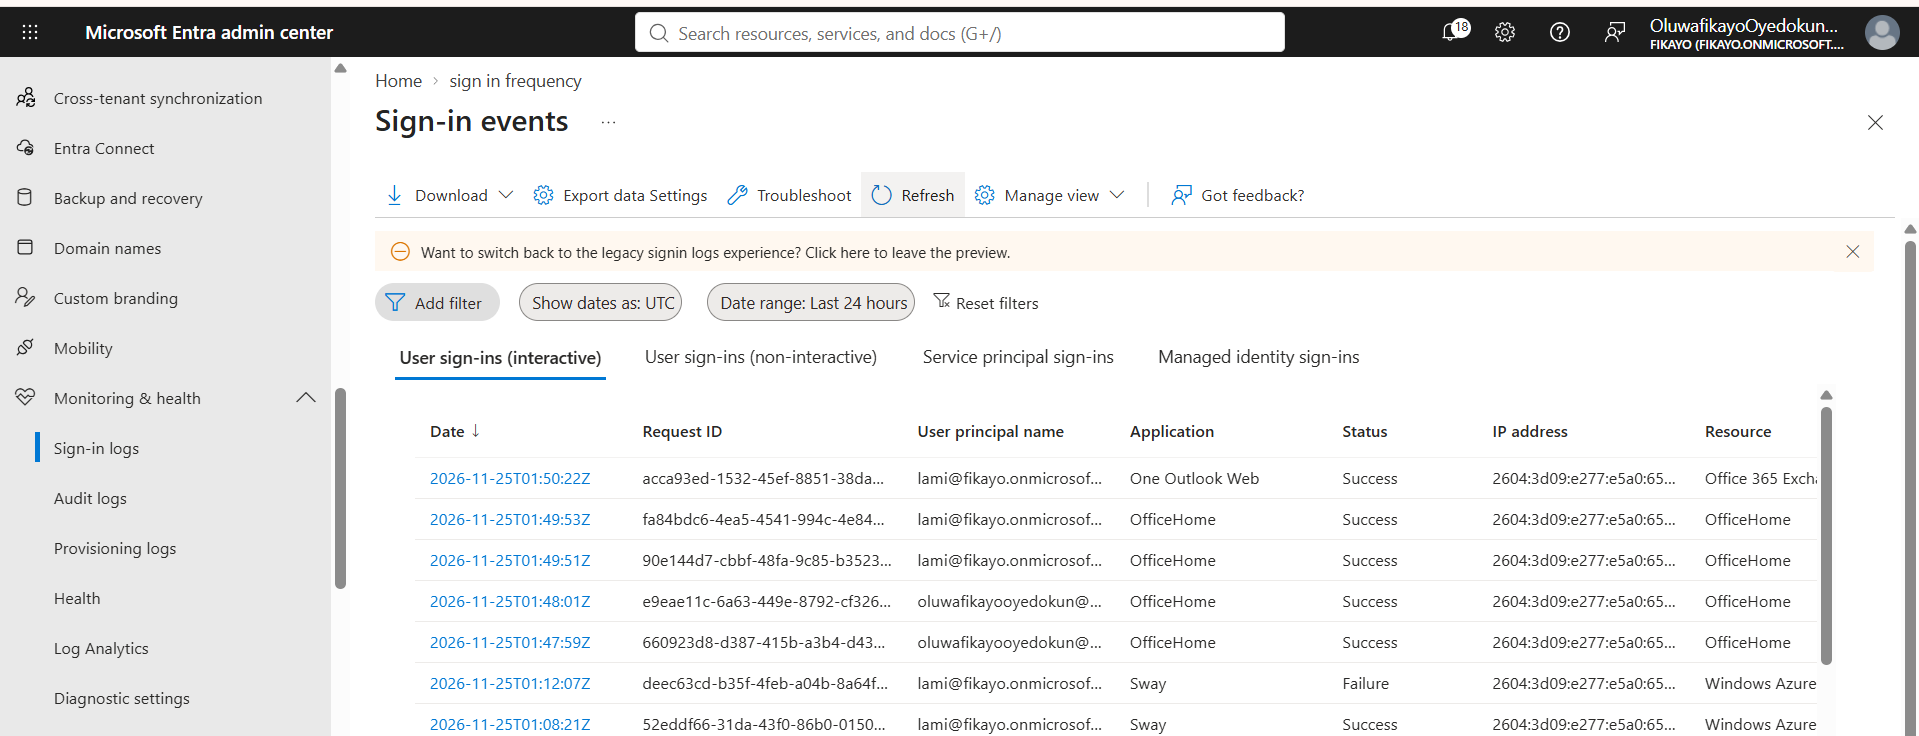 Microsoft Entra admin center
Search resources, services, and docs (G+/)
18
OluwafikayoOyedokun...
FIKAYO (FIKAYO.ONMICROSOFT....
Cross-tenant synchronization
Entra Connect
Backup and recovery
Domain names
Custom branding
Mobility
Monitoring & health
Sign-in logs
Audit logs
Provisioning logs
Health
Log Analytics
Diagnostic settings
Home > sign in frequency
Sign-in events ...
Download Export data Settings Troubleshoot Refresh Manage view Got feedback?
Want to switch back to the legacy signin logs experience? Click here to leave the preview.
Add filter Show dates as: UTC Date range: Last 24 hours Reset filters
User sign-ins (interactive) User sign-ins (non-interactive) Service principal sign-ins Managed identity sign-ins
Date ↓ Request ID User principal name Application Status IP address Resource
2026-11-25T01:50:22Z acca93ed-1532-45ef-8851-38da... lami@fikayo.onmicrosof... One Outlook Web Success 2604:3d09:e277:e5a0:65... Office 365 Exch
2026-11-25T01:49:53Z fa84bdc6-4ea5-4541-994c-4e84... lami@fikayo.onmicrosof... OfficeHome Success 2604:3d09:e277:e5a0:65... OfficeHome
2026-11-25T01:49:51Z 90e144d7-cbbf-48fa-9c85-b3523... lami@fikayo.onmicrosof... OfficeHome Success 2604:3d09:e277:e5a0:65... OfficeHome
2026-11-25T01:48:01Z e9eae11c-6a63-449e-8792-cf326... oluwafikayooyedokun@... OfficeHome Success 2604:3d09:e277:e5a0:65... OfficeHome
2026-11-25T01:47:59Z 660923d8-d387-415b-a3b4-d43... oluwafikayooyedokun@... OfficeHome Success 2604:3d09:e277:e5a0:65... OfficeHome
2026-11-25T01:12:07Z deec63cd-b35f-4feb-a04b-8a64f... lami@fikayo.onmicrosof... Sway Failure 2604:3d09:e277:e5a0:65... Windows Azure
2026-11-25T01:08:21Z 52eddf66-31da-43f0-86b0-0150... lami@fikayo.onmicrosof... Sway Success 2604:3d09:e277:e5a0:65... Windows Azure